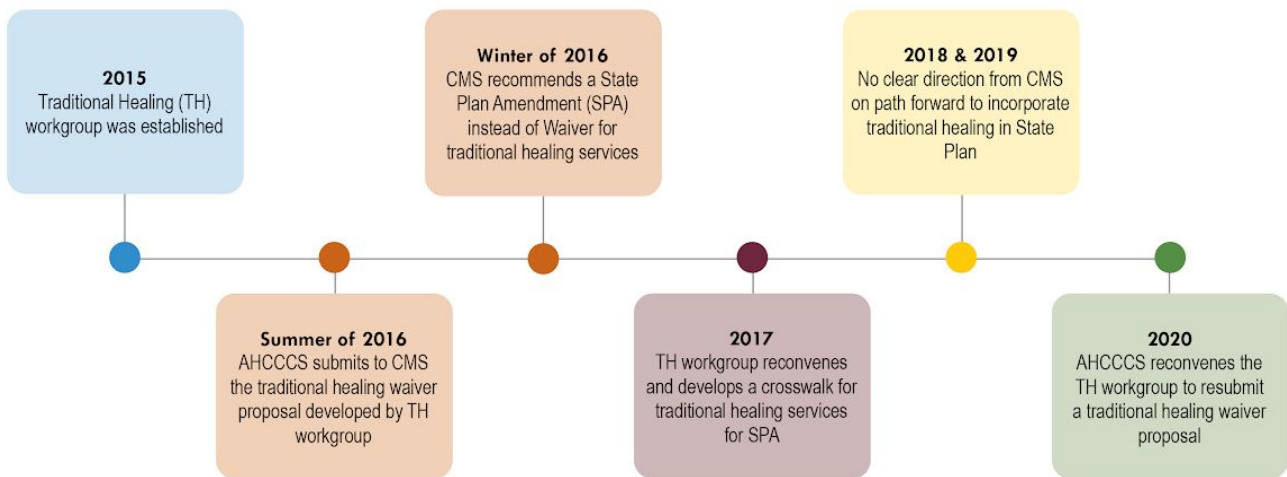 2015
Traditional Healing (TH)
workgroup was established
Summer of 2016
AHCCCS submits to CMS
the traditional healing waiver
proposal developed by TH
workgroup
Winter of 2016
CMS recommends a State
Plan Amendment (SPA)
instead of Waiver for
traditional healing services
2017
TH workgroup reconvenes
and develops a crosswalk for
traditional healing services
for SPA
2018 & 2019
No clear direction from CMS
on path forward to incorporate
traditional healing in State
Plan
2020
AHCCCS reconvenes the
TH workgroup to resubmit
a traditional healing waiver
proposal